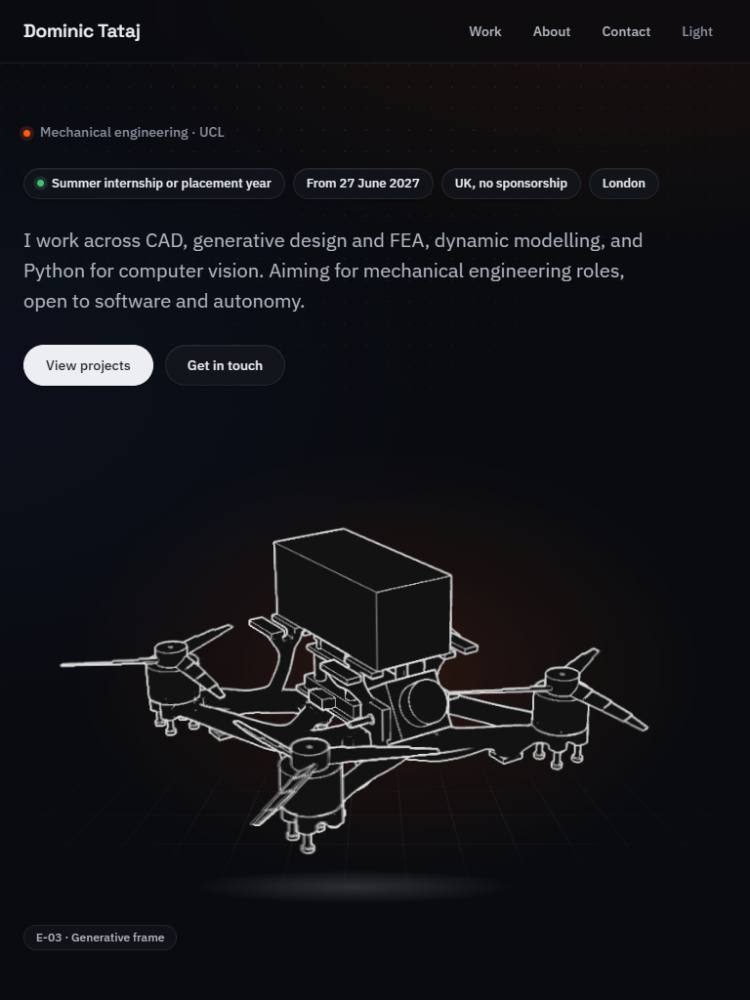 Dominic Tataj
Work
About
Contact
Light
Mechanical engineering · UCL
Summer internship or placement year
From 27 June 2027
UK, no sponsorship
London
I work across CAD, generative design and FEA, dynamic modelling, and
Python for computer vision. Aiming for mechanical engineering roles,
open to software and autonomy.
View projects
Get in touch
E-03 · Generative frame